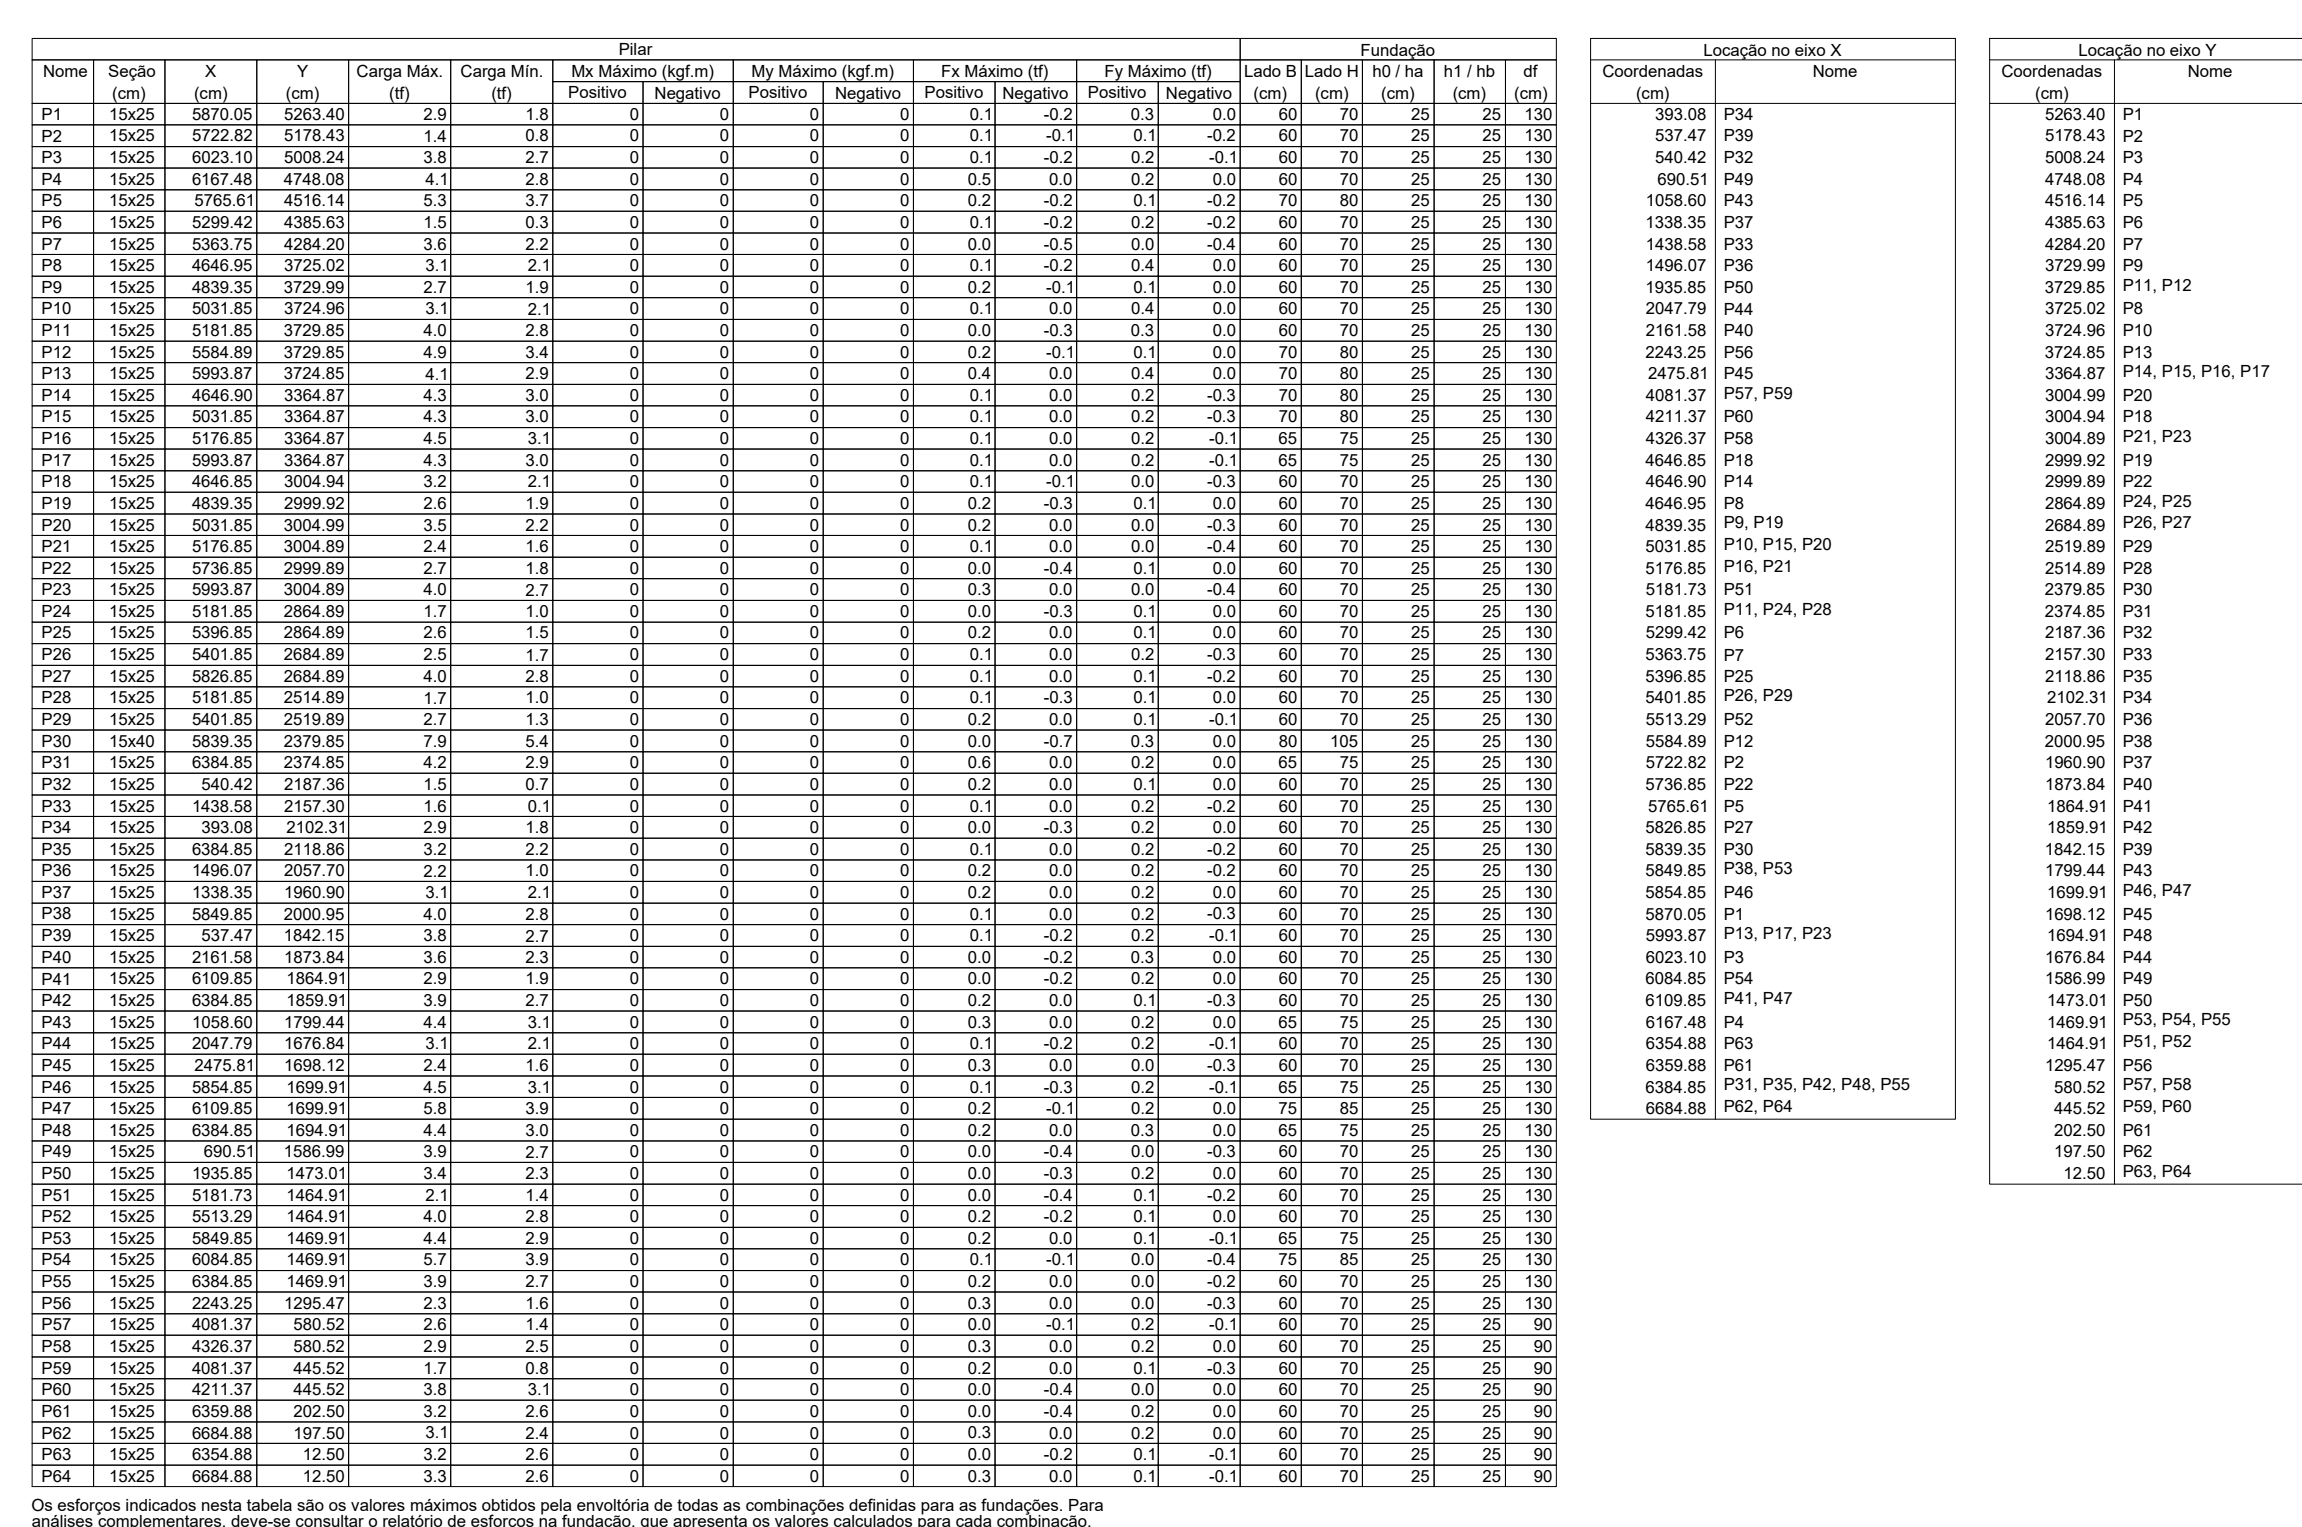 Pilar Fundação
Nome Seção X Y Carga Máx. Carga Mín. Mx Máximo (kgf.m) My Máximo (kgf.m) Fx Máximo (tf) Fy Máximo (tf) Lado B Lado H h0 / ha h1 / hb df
(cm) (cm) (cm) (tf) (tf) Positivo Negativo Positivo Negativo Positivo Negativo Positivo Negativo (cm) (cm) (cm) (cm) (cm)
P1 15x25 5870.05 5263.40 2.9 1.8 0 0 0 0 0.1 -0.2 0.3 0.0 60 70 25 25 130
P2 15x25 5722.82 5178.43 1.4 0.8 0 0 0 0 0.1 -0.1 0.1 -0.2 60 70 25 25 130
P3 15x25 6023.10 5008.24 3.8 2.7 0 0 0 0 0.1 -0.2 0.2 -0.1 60 70 25 25 130
P4 15x25 6167.48 4748.08 4.1 2.8 0 0 0 0 0.5 0.0 0.2 0.0 60 70 25 25 130
P5 15x25 5765.61 4516.14 5.3 3.7 0 0 0 0 0.2 -0.2 0.1 -0.2 70 80 25 25 130
P6 15x25 5299.42 4385.63 1.5 0.3 0 0 0 0 0.1 -0.2 0.2 -0.2 60 70 25 25 130
P7 15x25 5363.75 4284.20 3.6 2.2 0 0 0 0 0.0 -0.5 0.0 -0.4 60 70 25 25 130
P8 15x25 4646.95 3725.02 3.1 2.1 0 0 0 0 0.1 -0.2 0.4 0.0 60 70 25 25 130
P9 15x25 4839.35 3729.99 2.7 1.9 0 0 0 0 0.2 -0.1 0.1 0.0 60 70 25 25 130
P10 15x25 5031.85 3724.96 3.1 2.1 0 0 0 0 0.1 0.0 0.4 0.0 60 70 25 25 130
P11 15x25 5181.85 3729.85 4.0 2.8 0 0 0 0 0.0 -0.3 0.3 0.0 60 70 25 25 130
P12 15x25 5584.89 3729.85 4.9 3.4 0 0 0 0 0.2 -0.1 0.1 0.0 70 80 25 25 130
P13 15x25 5993.87 3724.85 4.1 2.9 0 0 0 0 0.4 0.0 0.4 0.0 70 80 25 25 130
P14 15x25 4646.90 3364.87 4.3 3.0 0 0 0 0 0.1 0.0 0.2 -0.3 70 80 25 25 130
P15 15x25 5031.85 3364.87 4.3 3.0 0 0 0 0 0.1 0.0 0.2 -0.3 70 80 25 25 130
P16 15x25 5176.85 3364.87 4.5 3.1 0 0 0 0 0.1 0.0 0.2 -0.1 65 75 25 25 130
P17 15x25 5993.87 3364.87 4.3 3.0 0 0 0 0 0.1 0.0 0.2 -0.1 65 75 25 25 130
P18 15x25 4646.85 3004.94 3.2 2.1 0 0 0 0 0.1 -0.1 0.0 -0.3 60 70 25 25 130
P19 15x25 4839.35 2999.92 2.6 1.9 0 0 0 0 0.2 -0.3 0.1 0.0 60 70 25 25 130
P20 15x25 5031.85 3004.99 3.5 2.2 0 0 0 0 0.2 0.0 0.0 -0.3 60 70 25 25 130
P21 15x25 5176.85 3004.89 2.4 1.6 0 0 0 0 0.1 0.0 0.0 -0.4 60 70 25 25 130
P22 15x25 5736.85 2999.89 2.7 1.8 0 0 0 0 0.0 -0.4 0.1 0.0 60 70 25 25 130
P23 15x25 5993.87 3004.89 4.0 2.7 0 0 0 0 0.3 0.0 0.0 -0.4 60 70 25 25 130
P24 15x25 5181.85 2864.89 1.7 1.0 0 0 0 0 0.0 -0.3 0.1 0.0 60 70 25 25 130
P25 15x25 5396.85 2864.89 2.6 1.5 0 0 0 0 0.2 0.0 0.1 0.0 60 70 25 25 130
P26 15x25 5401.85 2684.89 2.5 1.7 0 0 0 0 0.1 0.0 0.2 -0.3 60 70 25 25 130
P27 15x25 5826.85 2684.89 4.0 2.8 0 0 0 0 0.1 0.0 0.1 -0.2 60 70 25 25 130
P28 15x25 5181.85 2514.89 1.7 1.0 0 0 0 0 0.1 -0.3 0.1 0.0 60 70 25 25 130
P29 15x25 5401.85 2519.89 2.7 1.3 0 0 0 0 0.2 0.0 0.1 -0.1 60 70 25 25 130
P30 15x40 5839.35 2379.85 7.9 5.4 0 0 0 0 0.0 -0.7 0.3 0.0 80 105 25 25 130
P31 15x25 6384.85 2374.85 4.2 2.9 0 0 0 0 0.6 0.0 0.2 0.0 65 75 25 25 130
P32 15x25 540.42 2187.36 1.5 0.7 0 0 0 0 0.2 0.0 0.1 0.0 60 70 25 25 130
P33 15x25 1438.58 2157.30 1.6 0.1 0 0 0 0 0.1 0.0 0.2 -0.2 60 70 25 25 130
P34 15x25 393.08 2102.31 2.9 1.8 0 0 0 0 0.0 -0.3 0.2 0.0 60 70 25 25 130
P35 15x25 6384.85 2118.86 3.2 2.2 0 0 0 0 0.1 0.0 0.2 -0.2 60 70 25 25 130
P36 15x25 1496.07 2057.70 2.2 1.0 0 0 0 0 0.2 0.0 0.2 -0.2 60 70 25 25 130
P37 15x25 1338.35 1960.90 3.1 2.1 0 0 0 0 0.2 0.0 0.2 0.0 60 70 25 25 130
P38 15x25 5849.85 2000.95 4.0 2.8 0 0 0 0 0.1 0.0 0.2 -0.3 60 70 25 25 130
P39 15x25 537.47 1842.15 3.8 2.7 0 0 0 0 0.1 -0.2 0.2 -0.1 60 70 25 25 130
P40 15x25 2161.58 1873.84 3.6 2.3 0 0 0 0 0.0 -0.2 0.3 0.0 60 70 25 25 130
P41 15x25 6109.85 1864.91 2.9 1.9 0 0 0 0 0.0 -0.2 0.2 0.0 60 70 25 25 130
P42 15x25 6384.85 1859.91 3.9 2.7 0 0 0 0 0.2 0.0 0.1 -0.3 60 70 25 25 130
P43 15x25 1058.60 1799.44 4.4 3.1 0 0 0 0 0.3 0.0 0.2 0.0 65 75 25 25 130
P44 15x25 2047.79 1676.84 3.1 2.1 0 0 0 0 0.1 -0.2 0.2 -0.1 60 70 25 25 130
P45 15x25 2475.81 1698.12 2.4 1.6 0 0 0 0 0.3 0.0 0.0 -0.3 60 70 25 25 130
P46 15x25 5854.85 1699.91 4.5 3.1 0 0 0 0 0.1 -0.3 0.2 -0.1 65 75 25 25 130
P47 15x25 6109.85 1699.91 5.8 3.9 0 0 0 0 0.2 -0.1 0.2 0.0 75 85 25 25 130
P48 15x25 6384.85 1694.91 4.4 3.0 0 0 0 0 0.2 0.0 0.3 0.0 65 75 25 25 130
P49 15x25 690.51 1586.99 3.9 2.7 0 0 0 0 0.0 -0.4 0.0 -0.3 60 70 25 25 130
P50 15x25 1935.85 1473.01 3.4 2.3 0 0 0 0 0.0 -0.3 0.2 0.0 60 70 25 25 130
P51 15x25 5181.73 1464.91 2.1 1.4 0 0 0 0 0.0 -0.4 0.1 -0.2 60 70 25 25 130
P52 15x25 5513.29 1464.91 4.0 2.8 0 0 0 0 0.2 -0.2 0.1 0.0 60 70 25 25 130
P53 15x25 5849.85 1469.91 4.4 2.9 0 0 0 0 0.2 0.0 0.1 -0.1 65 75 25 25 130
P54 15x25 6084.85 1469.91 5.7 3.9 0 0 0 0 0.1 -0.1 0.0 -0.4 75 85 25 25 130
P55 15x25 6384.85 1469.91 3.9 2.7 0 0 0 0 0.2 0.0 0.0 -0.2 60 70 25 25 130
P56 15x25 2243.25 1295.47 2.3 1.6 0 0 0 0 0.3 0.0 0.0 -0.3 60 70 25 25 130
P57 15x25 4081.37 580.52 2.6 1.4 0 0 0 0 0.0 -0.1 0.2 -0.1 60 70 25 25 90
P58 15x25 4326.37 580.52 2.9 2.5 0 0 0 0 0.3 0.0 0.2 0.0 60 70 25 25 90
P59 15x25 4081.37 445.52 1.7 0.8 0 0 0 0 0.2 0.0 0.1 -0.3 60 70 25 25 90
P60 15x25 4211.37 445.52 3.8 3.1 0 0 0 0 0.0 -0.4 0.0 0.0 60 70 25 25 90
P61 15x25 6359.88 202.50 3.2 2.6 0 0 0 0 0.0 -0.4 0.2 0.0 60 70 25 25 90
P62 15x25 6684.88 197.50 3.1 2.4 0 0 0 0 0.3 0.0 0.2 0.0 60 70 25 25 90
P63 15x25 6354.88 12.50 3.2 2.6 0 0 0 0 0.0 -0.2 0.1 -0.1 60 70 25 25 90
P64 15x25 6684.88 12.50 3.3 2.6 0 0 0 0 0.3 0.0 0.1 -0.1 60 70 25 25 90
Os esforços indicados nesta tabela são os valores máximos obtidos pela envoltória de todas as combinações definidas para as fundações. Para
análises complementares, deve-se consultar o relatório de esforços na fundação, que apresenta os valores calculados para cada combinação.
Locação no eixo X
Coordenadas Nome
(cm)
393.08 P34
537.47 P39
540.42 P32
690.51 P49
1058.60 P43
1338.35 P37
1438.58 P33
1496.07 P36
1935.85 P50
2047.79 P44
2161.58 P40
2243.25 P56
2475.81 P45
4081.37 P57, P59
4211.37 P60
4326.37 P58
4646.85 P18
4646.90 P14
4646.95 P8
4839.35 P9, P19
5031.85 P10, P15, P20
5176.85 P16, P21
5181.73 P51
5181.85 P11, P24, P28
5299.42 P6
5363.75 P7
5396.85 P25
5401.85 P26, P29
5513.29 P52
5584.89 P12
5722.82 P2
5736.85 P22
5765.61 P5
5826.85 P27
5839.35 P30
5849.85 P38, P53
5854.85 P46
5870.05 P1
5993.87 P13, P17, P23
6023.10 P3
6084.85 P54
6109.85 P41, P47
6167.48 P4
6354.88 P63
6359.88 P61
6384.85 P31, P35, P42, P48, P55
6684.88 P62, P64
Locação no eixo Y
Coordenadas Nome
(cm)
5263.40 P1
5178.43 P2
5008.24 P3
4748.08 P4
4516.14 P5
4385.63 P6
4284.20 P7
3729.99 P9
3729.85 P11, P12
3725.02 P8
3724.96 P10
3724.85 P13
3364.87 P14, P15, P16, P17
3004.99 P20
3004.94 P18
3004.89 P21, P23
2999.92 P19
2999.89 P22
2864.89 P24, P25
2684.89 P26, P27
2519.89 P29
2514.89 P28
2379.85 P30
2374.85 P31
2187.36 P32
2157.30 P33
2118.86 P35
2102.31 P34
2057.70 P36
2000.95 P38
1960.90 P37
1873.84 P40
1864.91 P41
1859.91 P42
1842.15 P39
1799.44 P43
1699.91 P46, P47
1698.12 P45
1694.91 P48
1676.84 P44
1586.99 P49
1473.01 P50
1469.91 P53, P54, P55
1464.91 P51, P52
1295.47 P56
580.52 P57, P58
445.52 P59, P60
202.50 P61
197.50 P62
12.50 P63, P64